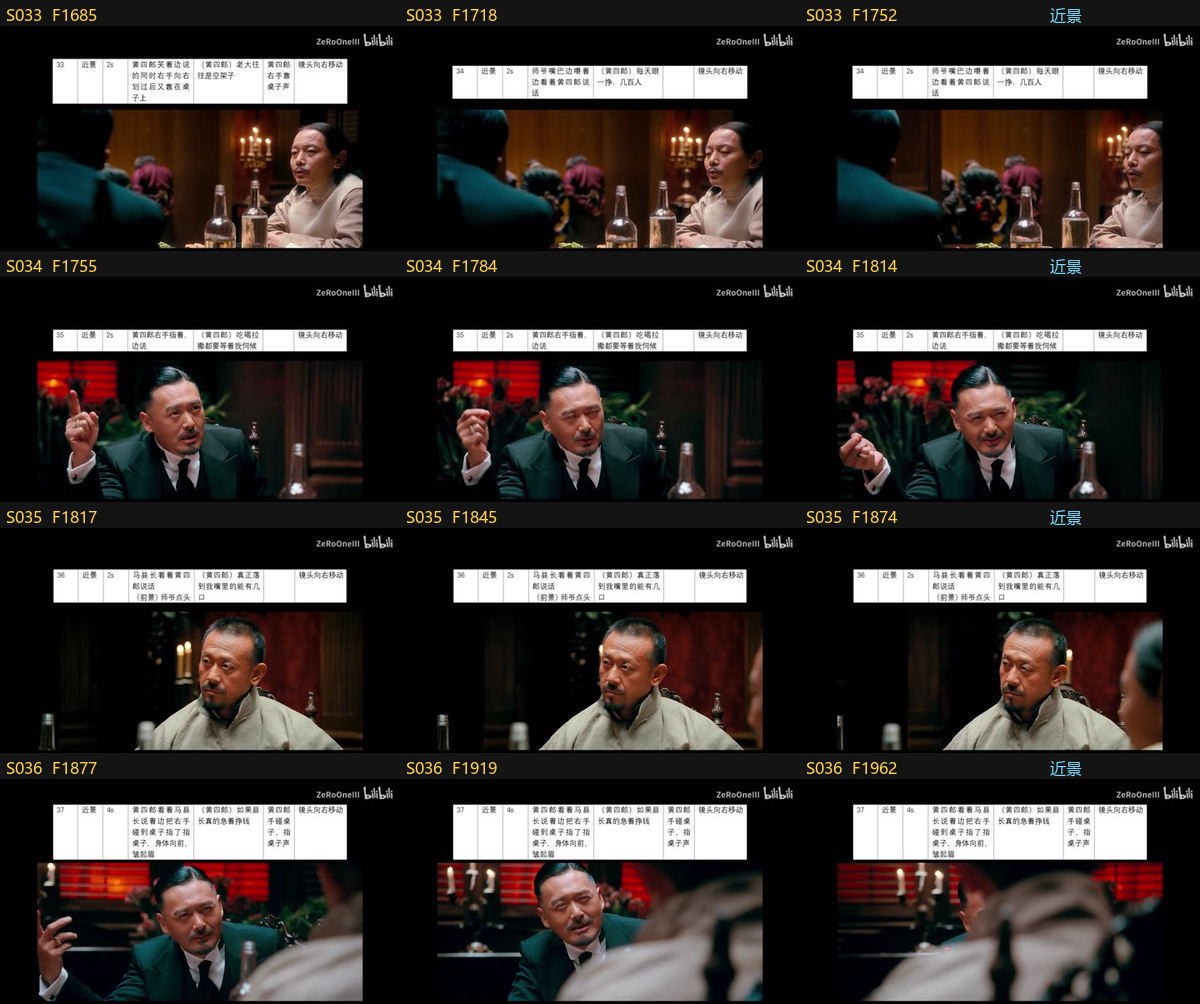 S033 F1685
ZeRoOneIII bilibili
33 近景 2s 黄四郎笑着边说的同时右手向右划过后又靠在桌子上 （黄四郎）老大往往是空架子 黄四郎右手靠桌子声 镜头向右移动
S033 F1718
ZeRoOneIII bilibili
34 近景 2s 师爷嘴巴边嚼着边看着黄四郎说话 （黄四郎）每天眼一挣、几百人 镜头向右移动
S033 F1752 近景
ZeRoOneIII bilibili
34 近景 2s 师爷嘴巴边嚼着边看着黄四郎说话 （黄四郎）每天眼一挣、几百人 镜头向右移动
S034 F1755
ZeRoOneIII bilibili
35 近景 2s 黄四郎右手指着，边说 （黄四郎）吃喝拉撒都要等着我伺候 镜头向右移动
S034 F1784
ZeRoOneIII bilibili
35 近景 2s 黄四郎右手指着，边说 （黄四郎）吃喝拉撒都要等着我伺候 镜头向右移动
S034 F1814 近景
ZeRoOneIII bilibili
35 近景 2s 黄四郎右手指着，边说 （黄四郎）吃喝拉撒都要等着我伺候 镜头向右移动
S035 F1817
ZeRoOneIII bilibili
36 近景 2s 马县长看着黄四郎说话（前景）师爷点头 （黄四郎）真正落到我嘴里的能有几口 镜头向右移动
S035 F1845
ZeRoOneIII bilibili
36 近景 2s 马县长看着黄四郎说话（前景）师爷点头 （黄四郎）真正落到我嘴里的能有几口 镜头向右移动
S035 F1874 近景
ZeRoOneIII bilibili
36 近景 2s 马县长看着黄四郎说话（前景）师爷点头 （黄四郎）真正落到我嘴里的能有几口 镜头向右移动
S036 F1877
ZeRoOneIII bilibili
37 近景 4s 黄四郎看着马县长说着边把右手碰到桌子指了指桌子，身体向前，皱起眉 （黄四郎）如果县长真的急着挣钱 黄四郎手碰桌子，指桌子声 镜头向右移动
S036 F1919
ZeRoOneIII bilibili
37 近景 4s 黄四郎看着马县长说着边把右手碰到桌子指了指桌子，身体向前，皱起眉 （黄四郎）如果县长真的急着挣钱 黄四郎手碰桌子，指桌子声 镜头向右移动
S036 F1962 近景
ZeRoOneIII bilibili
37 近景 4s 黄四郎看着马县长说着边把右手碰到桌子指了指桌子，身体向前，皱起眉 （黄四郎）如果县长真的急着挣钱 黄四郎手碰桌子，指桌子声 镜头向右移动